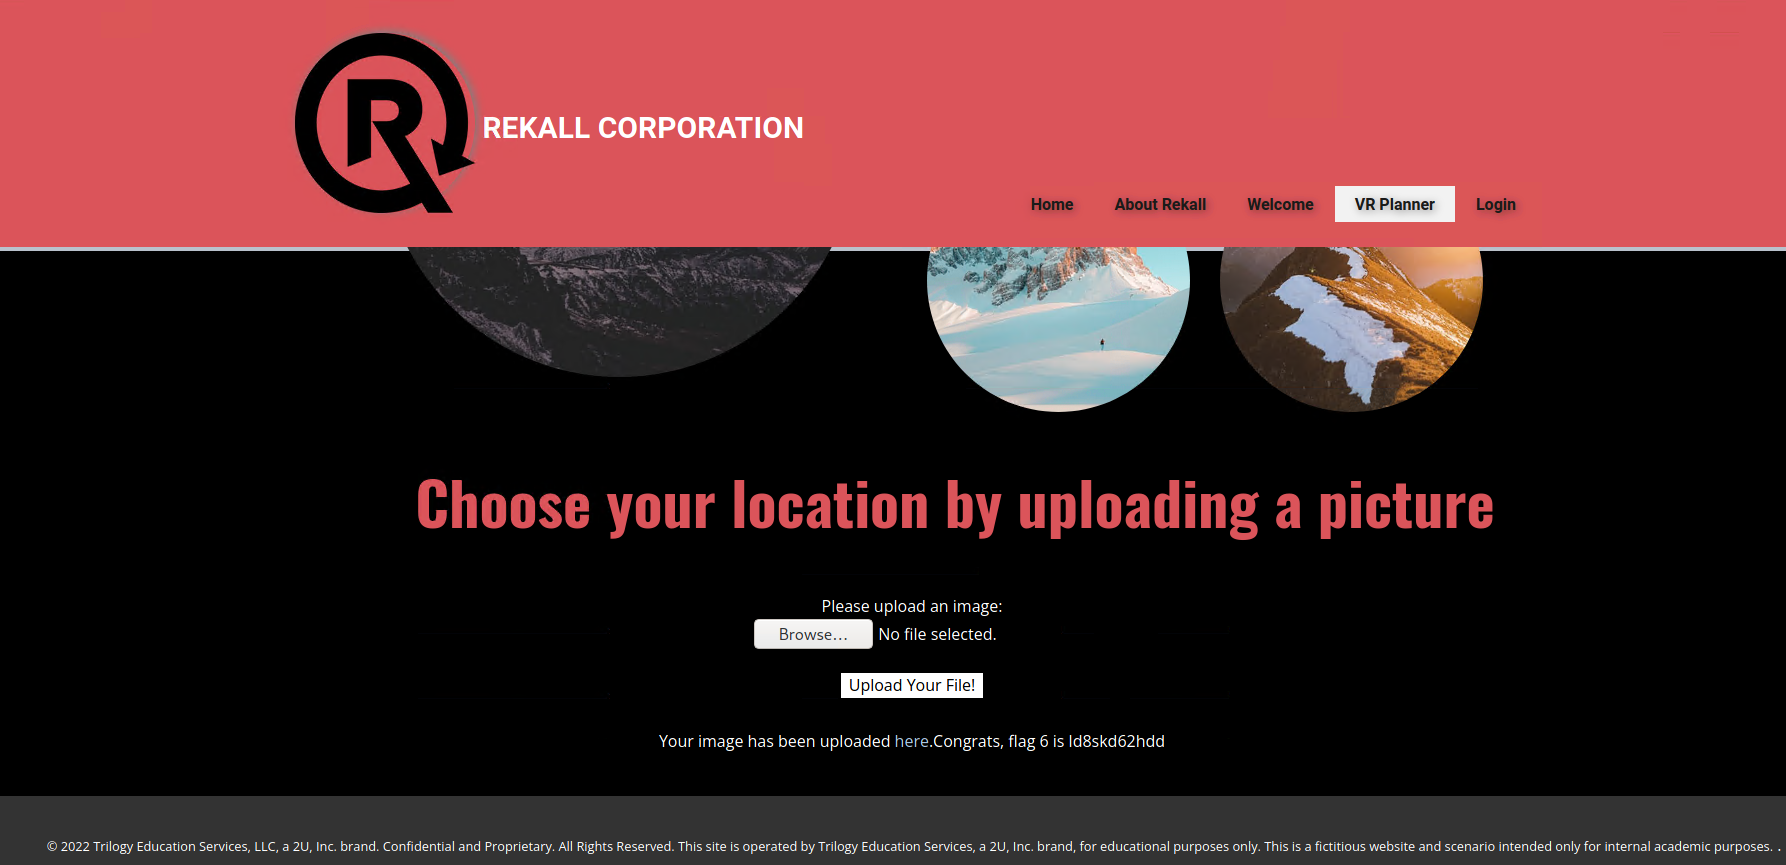 R
REKALL CORPORATION
Home About Rekall Welcome VR Planner Login
Choose your location by uploading a picture
Please upload an image:
Browse... No file selected.
Upload Your File!
Your image has been uploaded here.Congrats, flag 6 is ld8skd62hdd
© 2022 Trilogy Education Services, LLC, a 2U, Inc. brand. Confidential and Proprietary. All Rights Reserved. This site is operated by Trilogy Education Services, a 2U, Inc. brand, for educational purposes only. This is a fictitious website and scenario intended only for internal academic purposes. .